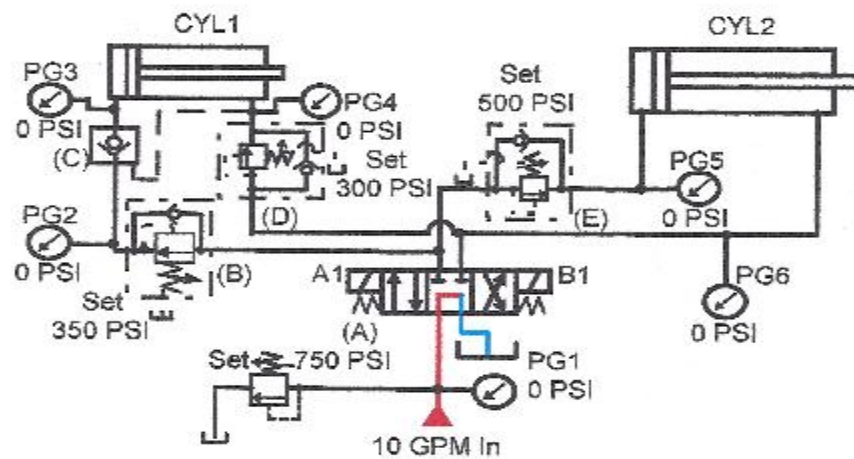 CYL1
CYL2
PG3
0 PSI
(C)
PG4
0 PSI
Set
300 PSI
Set
500 PSI
PG5
0 PSI
PG2
0 PSI
(D)
(E)
(B)
Set
350 PSI
A1
B1
(A)
PG6
0 PSI
Set
750 PSI
PG1
0 PSI
10 GPM In